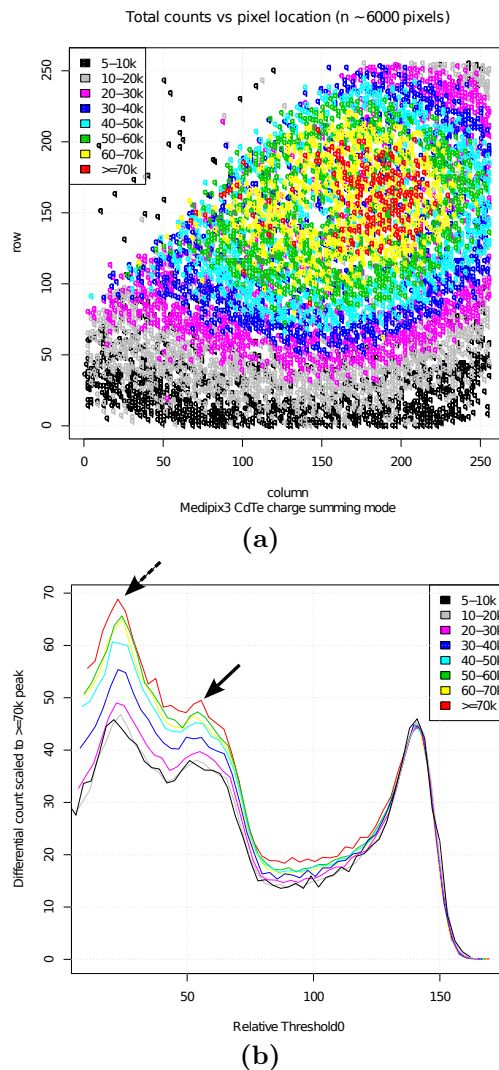 Total counts vs pixel location (n ~6000 pixels)
5−10k
10−20k
20−30k
30−40k
40−50k
50−60k
60−70k
>=70k
250
200
150
100
50
0
row
0 50 100 150 200 250
column
Medipix3 CdTe charge summing mode
(a)
70
60
50
40
30
20
10
0
Differential count scaled to >=70k peak
5−10k
10−20k
20−30k
30−40k
40−50k
50−60k
60−70k
>=70k
50 100 150
Relative Threshold0
(b)